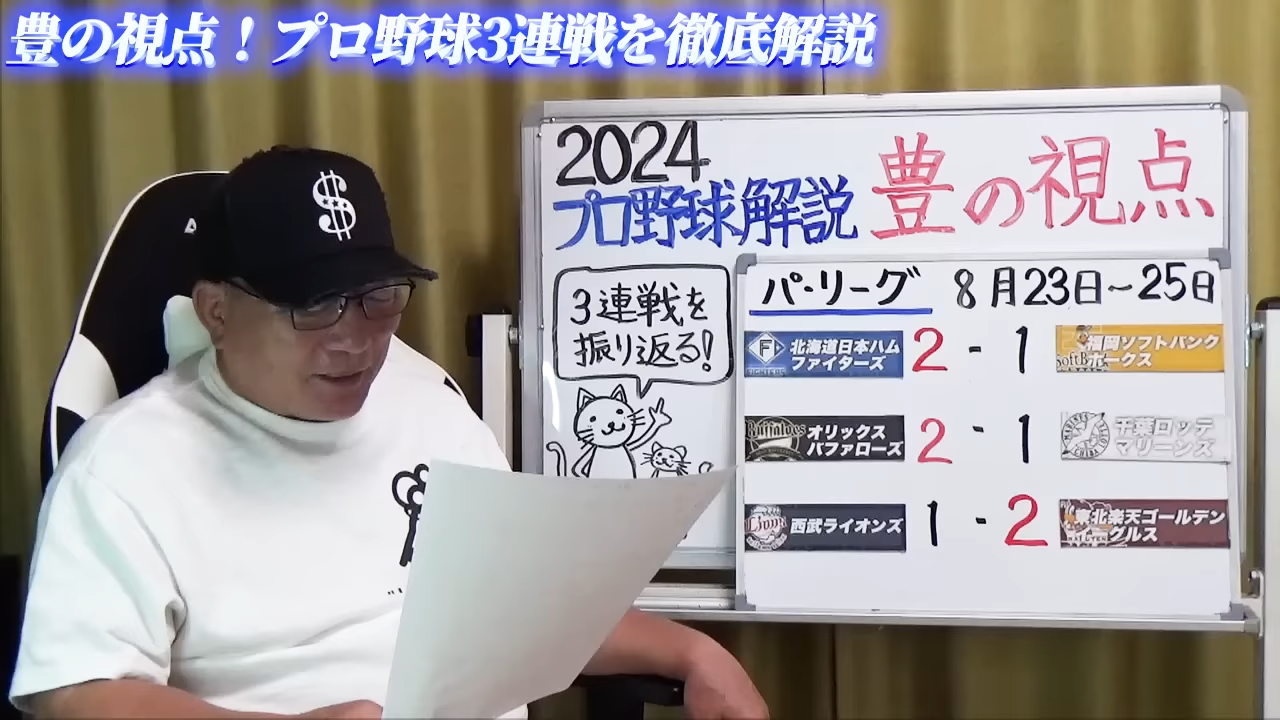 豊の視点！プロ野球3連戦を徹底解説
$
2024
プロ野球解説 豊の視点
3連戦を
振り返る！
パ・リーグ 8月23日~25日
北海道日本ハム
ファイターズ
2 - 1
福岡ソフトバンク
ホークス
Buffaloes
オリックス
バファローズ
2 - 1
千葉ロッテ
マリーンズ
Lions
西武ライオンズ
1 - 2
東北楽天ゴールデン
グルス